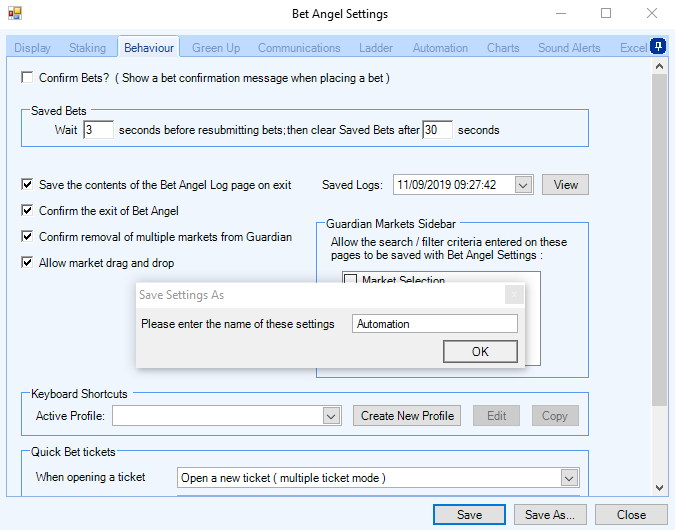 Bet Angel Settings
Display Staking Behaviour Green Up Communications Ladder Automation Charts Sound Alerts Excel
Confirm Bets? ( Show a bet confirmation message when placing a bet )
Saved Bets
Wait 3 seconds before resubmitting bets;then clear Saved Bets after 30 seconds
Save the contents of the Bet Angel Log page on exit Saved Logs: 11/09/2019 09:27:42 View
Confirm the exit of Bet Angel
Guardian Markets Sidebar
Confirm removal of multiple markets from Guardian
Allow the search / filter criteria entered on these
pages to be saved with Bet Angel Settings :
Allow market drag and drop
Market Selection
Save Settings As x
Please enter the name of these settings Automation
OK
Keyboard Shortcuts
Active Profile: Create New Profile Edit Copy
Quick Bet tickets
When opening a ticket Open a new ticket ( multiple ticket mode )
Save Save As... Close